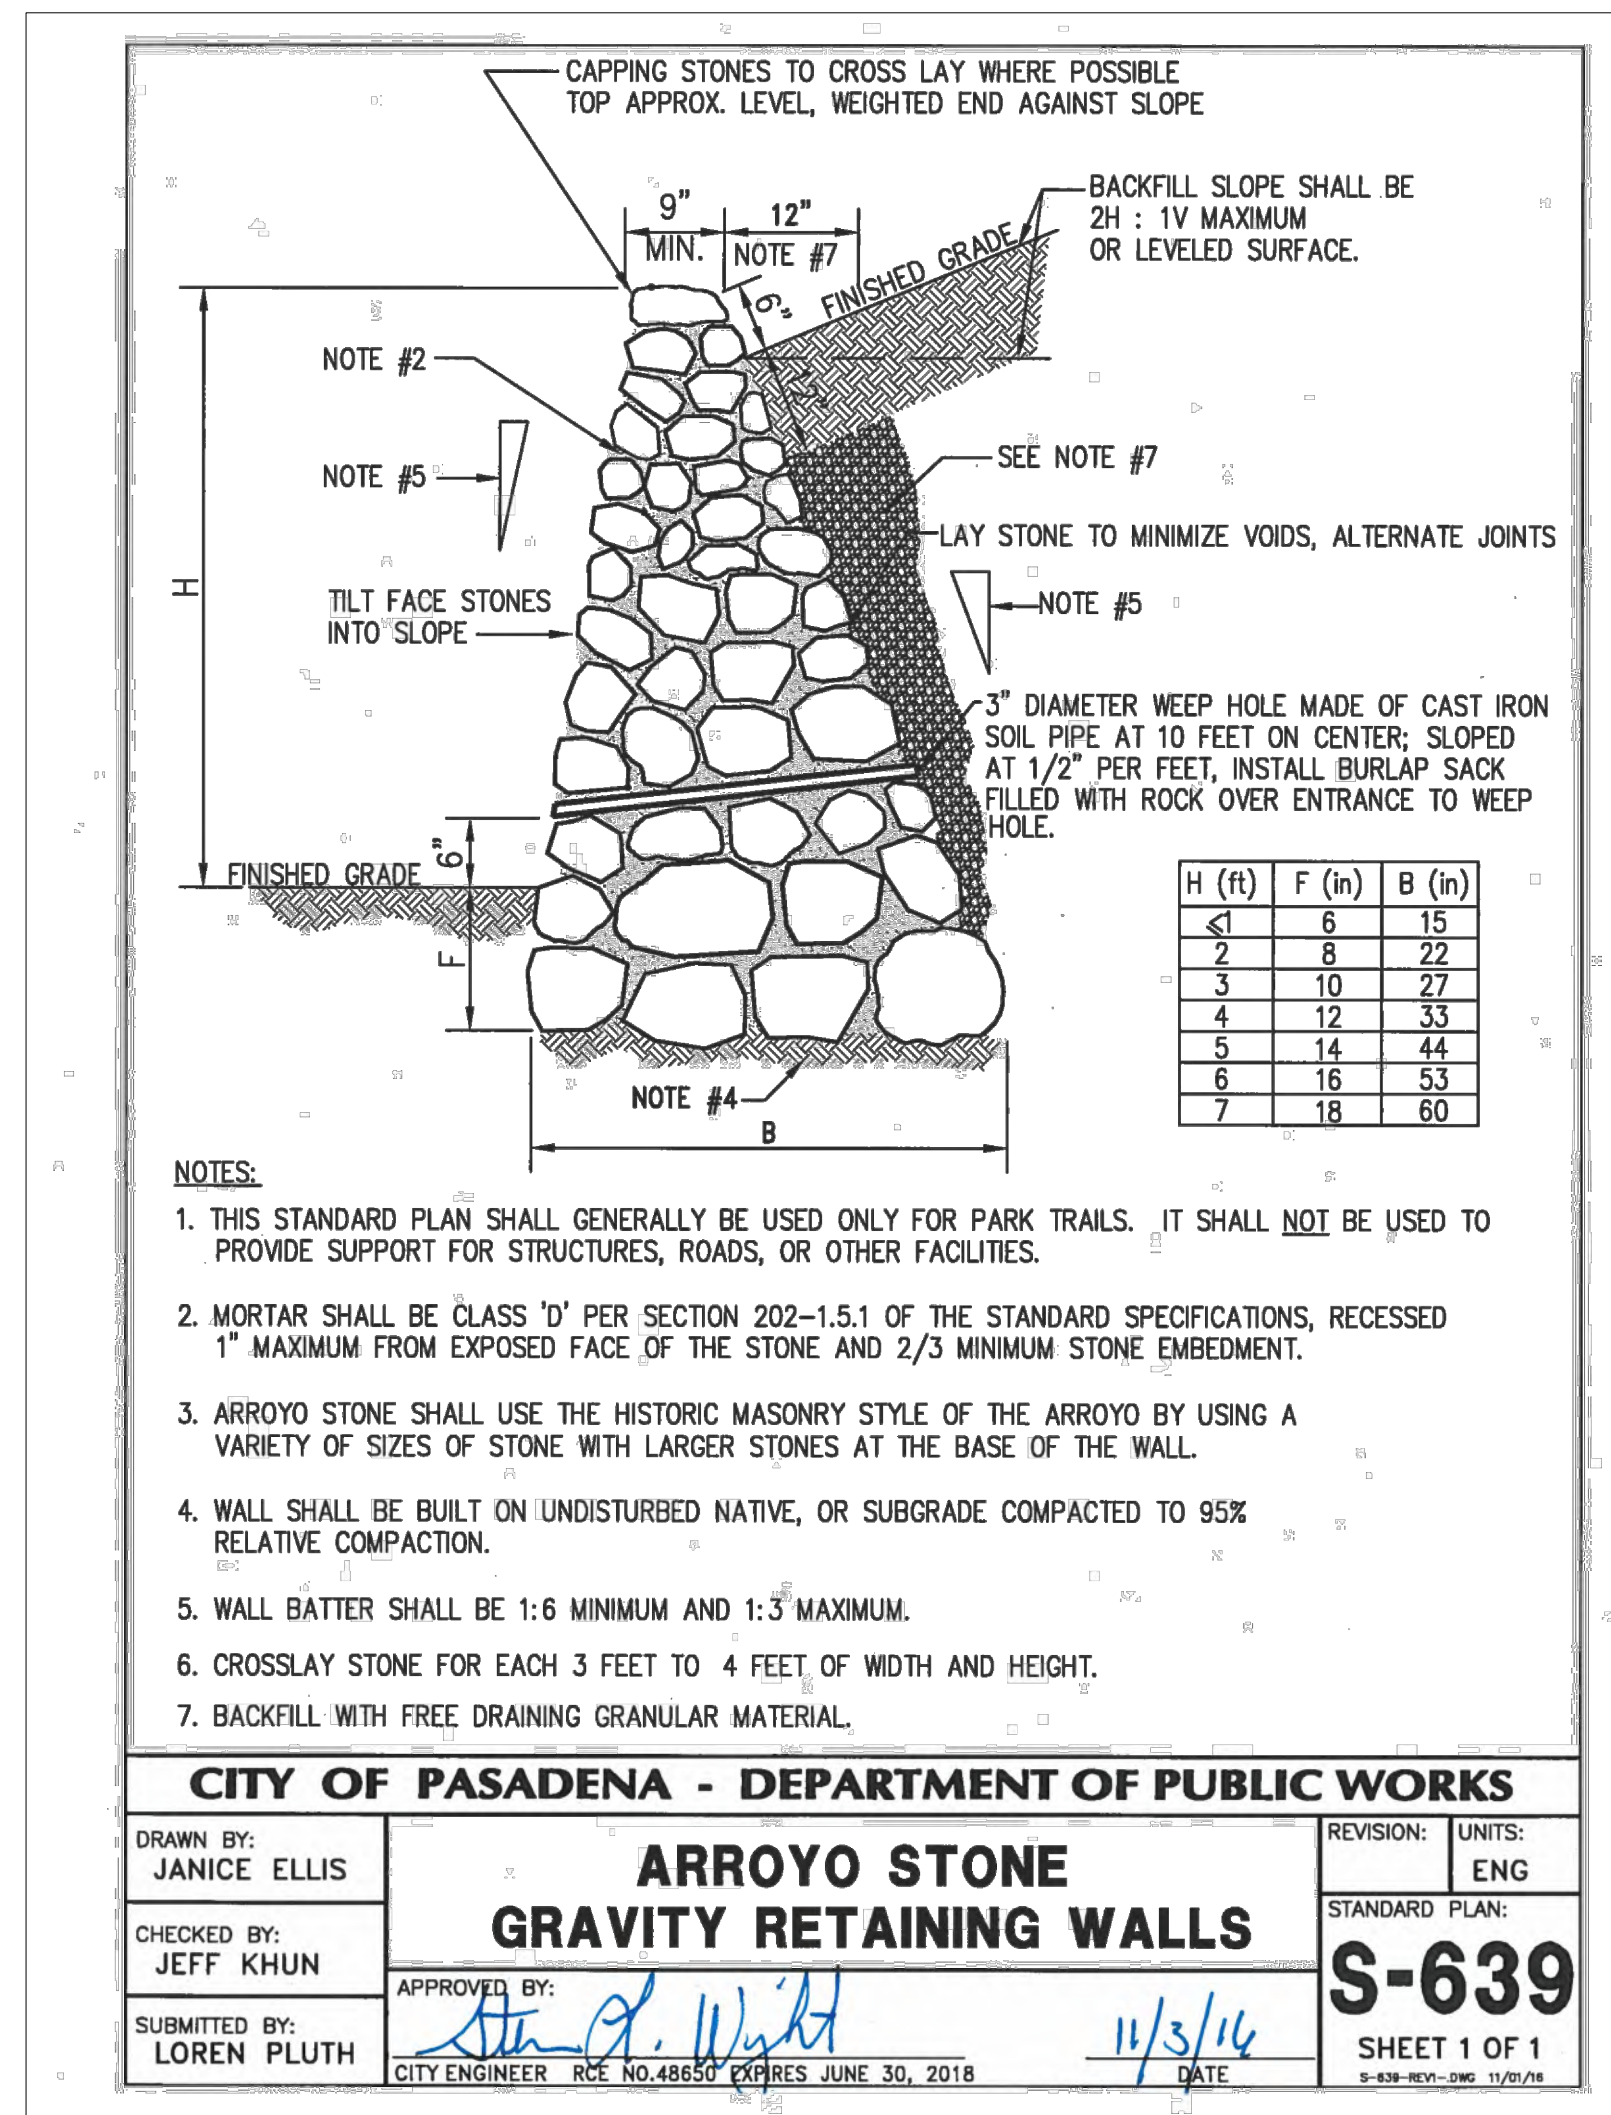 CAPPING STONES TO CROSS LAY WHERE POSSIBLE
TOP APPROX. LEVEL, WEIGHTED END AGAINST SLOPE
BACKFILL SLOPE SHALL BE
2H : 1V MAXIMUM
OR LEVELED SURFACE.
9"
MIN.
12"
NOTE #7
FINISHED GRADE
6"
12"
NOTE #2
NOTE #5
SEE NOTE #7
LAY STONE TO MINIMIZE VOIDS, ALTERNATE JOINTS
H
TILT FACE STONES
INTO SLOPE
NOTE #5
3" DIAMETER WEEP HOLE MADE OF CAST IRON
SOIL PIPE AT 10 FEET ON CENTER; SLOPED
AT 1/2" PER FEET, INSTALL BURLAP SACK
FILLED WITH ROCK OVER ENTRANCE TO WEEP
HOLE.
6"
FINISHED GRADE
F
NOTE #4
B
H (ft) F (in) B (in)
⩽1 6 15
2 8 22
3 10 27
4 12 33
5 14 44
6 16 53
7 18 60
NOTES:
1. THIS STANDARD PLAN SHALL GENERALLY BE USED ONLY FOR PARK TRAILS. IT SHALL NOT BE USED TO
PROVIDE SUPPORT FOR STRUCTURES, ROADS, OR OTHER FACILITIES.
2. MORTAR SHALL BE CLASS 'D' PER SECTION 202-1.5.1 OF THE STANDARD SPECIFICATIONS, RECESSED
1" MAXIMUM FROM EXPOSED FACE OF THE STONE AND 2/3 MINIMUM STONE EMBEDMENT.
3. ARROYO STONE SHALL USE THE HISTORIC MASONRY STYLE OF THE ARROYO BY USING A
VARIETY OF SIZES OF STONE WITH LARGER STONES AT THE BASE OF THE WALL.
4. WALL SHALL BE BUILT ON UNDISTURBED NATIVE, OR SUBGRADE COMPACTED TO 95%
RELATIVE COMPACTION.
5. WALL BATTER SHALL BE 1:6 MINIMUM AND 1:3 MAXIMUM.
6. CROSSLAY STONE FOR EACH 3 FEET TO 4 FEET OF WIDTH AND HEIGHT.
7. BACKFILL WITH FREE DRAINING GRANULAR MATERIAL.
CITY OF PASADENA - DEPARTMENT OF PUBLIC WORKS
DRAWN BY:
JANICE ELLIS
CHECKED BY:
JEFF KHUN
SUBMITTED BY:
LOREN PLUTH
ARROYO STONE
GRAVITY RETAINING WALLS
APPROVED BY:
11/3/16
CITY ENGINEER RCE NO.48650 EXPIRES JUNE 30, 2018
DATE
REVISION:
UNITS:
ENG
STANDARD PLAN:
S-639
SHEET 1 OF 1
S-639-REV1-.DWG 11/01/16